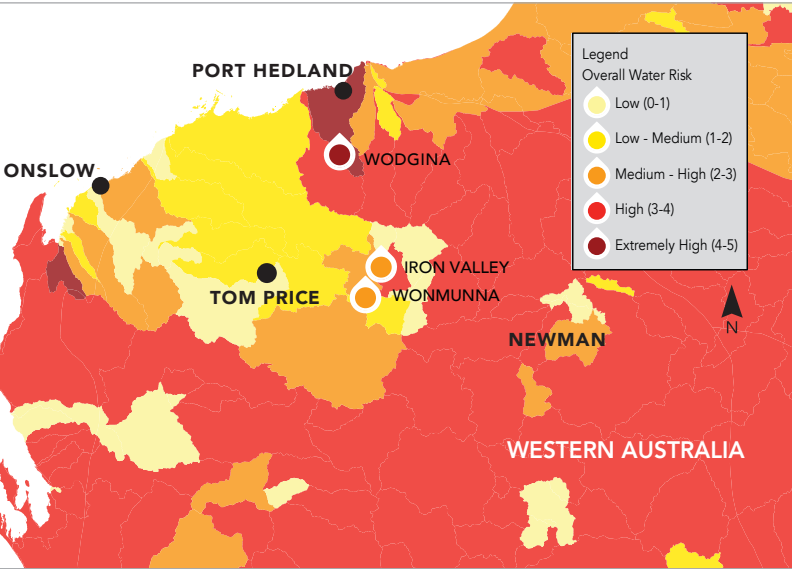 PORT HEDLAND
ONSLOW
WODGINA
IRON VALLEY
TOM PRICE
WONMUNNA
NEWMAN
WESTERN AUSTRALIA
Legend
Overall Water Risk
Low (0-1)
Low - Medium (1-2)
Medium - High (2-3)
High (3-4)
Extremely High (4-5)
N